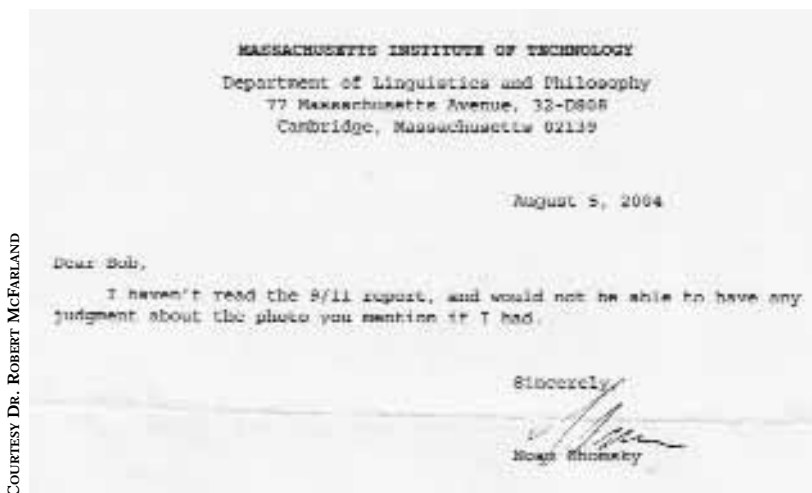 MASSACHUSETTS INSTITUTE OF TECHNOLOGY
Department of Linguistics and Philosophy
77 Massachusetts Avenue, 32-D808
Cambridge, Massachusetts 02139
August 5, 2004
Dear Bob,
I haven't read the 9/11 report, and would not be able to have any
judgment about the photo you mention if I had.
Sincerely,
Noam Chomsky
COURTESY DR. ROBERT MCFARLAND